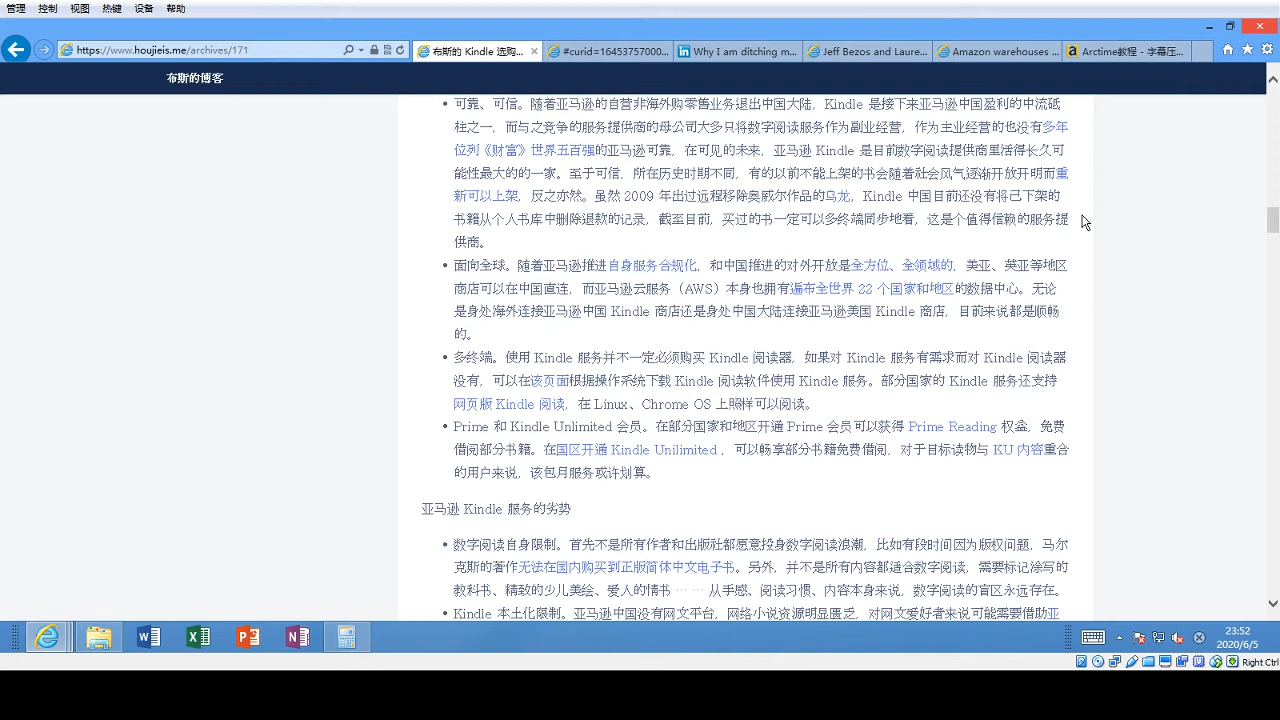 管理 控制 视图 热键 设备 帮助
https://www.houjieis.me/archives/171
布斯的 Kindle 选购...
#curid=16453757000...
Why I am ditching m...
Jeff Bezos and Laure...
Amazon warehouses ...
Arctime教程 - 字幕压...
布斯的博客
• 可靠、可信。随着亚马逊的自营非海外购零售业务退出中国大陆，Kindle 是接下来亚马逊中国盈利的中流砥
柱之一，而与之竞争的服务提供商的母公司大多只将数字阅读服务作为副业经营，作为主业经营的也没有多年
位列《财富》世界五百强的亚马逊可靠，在可见的未来，亚马逊 Kindle 是目前数字阅读提供商里活得长久可
能性最大的的一家。至于可信，所在历史时期不同，有的以前不能上架的书会随着社会风气逐渐开放开明而重
新可以上架，反之亦然。虽然 2009 年出过远程移除奥威尔作品的乌龙，Kindle 中国目前还没有将已下架的
书籍从个人书库中删除退款的记录，截至目前，买过的书一定可以多终端同步地看，这是个值得信赖的服务提
供商。
• 面向全球。随着亚马逊推进自身服务合规化，和中国推进的对外开放是全方位、全领域的，美亚、英亚等地区
商店可以在中国直连，而亚马逊云服务（AWS）本身也拥有遍布全世界 22 个国家和地区的数据中心。无论
是身处海外连接亚马逊中国 Kindle 商店还是身处中国大陆连接亚马逊美国 Kindle 商店，目前来说都是顺畅
的。
• 多终端。使用 Kindle 服务并不一定必须购买 Kindle 阅读器，如果对 Kindle 服务有需求而对 Kindle 阅读器
没有，可以在该页面根据操作系统下载 Kindle 阅读软件使用 Kindle 服务。部分国家的 Kindle 服务还支持
网页版 Kindle 阅读，在 Linux、Chrome OS 上照样可以阅读。
• Prime 和 Kindle Unlimited 会员。在部分国家和地区开通 Prime 会员可以获得 Prime Reading 权益，免费
借阅部分书籍。在国区开通 Kindle Unilimited ，可以畅享部分书籍免费借阅，对于目标读物与 KU 内容重合
的用户来说，该包月服务或许划算。
亚马逊 Kindle 服务的劣势
• 数字阅读自身限制。首先不是所有作者和出版社都愿意投身数字阅读浪潮，比如有段时间因为版权问题，马尔
克斯的著作无法在国内购买到正版简体中文电子书。另外，并不是所有内容都适合数字阅读，需要标记涂写的
教科书、精致的少儿美绘、爱人的情书 … … 从手感、阅读习惯、内容本身来说，数字阅读的盲区永远存在。
• Kindle 本土化限制。亚马逊中国没有网文平台，网络小说资源明显匮乏，对网文爱好者来说可能需要借助亚
23:52
2020/6/5
Right Ctrl